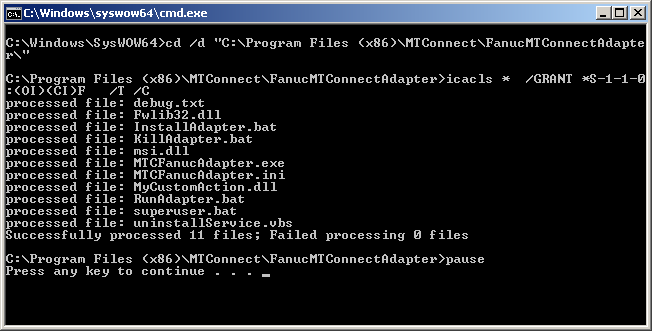 C:\Windows\syswow64\cmd.exe
C:\Windows\SysWOW64>cd /d "C:\Program Files (x86)\MTConnect\FanucMTConnectAdapte
r\"
C:\Program Files (x86)\MTConnect\FanucMTConnectAdapter>icacls *  /GRANT *S-1-1-0
:(OI)(CI)F   /T /C
processed file: debug.txt
processed file: Fwlib32.dll
processed file: InstallAdapter.bat
processed file: KillAdapter.bat
processed file: msi.dll
processed file: MTCFanucAdapter.exe
processed file: MTCFanucAdapter.ini
processed file: MyCustomAction.dll
processed file: RunAdapter.bat
processed file: superuser.bat
processed file: uninstallService.vbs
Successfully processed 11 files; Failed processing 0 files
C:\Program Files (x86)\MTConnect\FanucMTConnectAdapter>pause
Press any key to continue . . . _